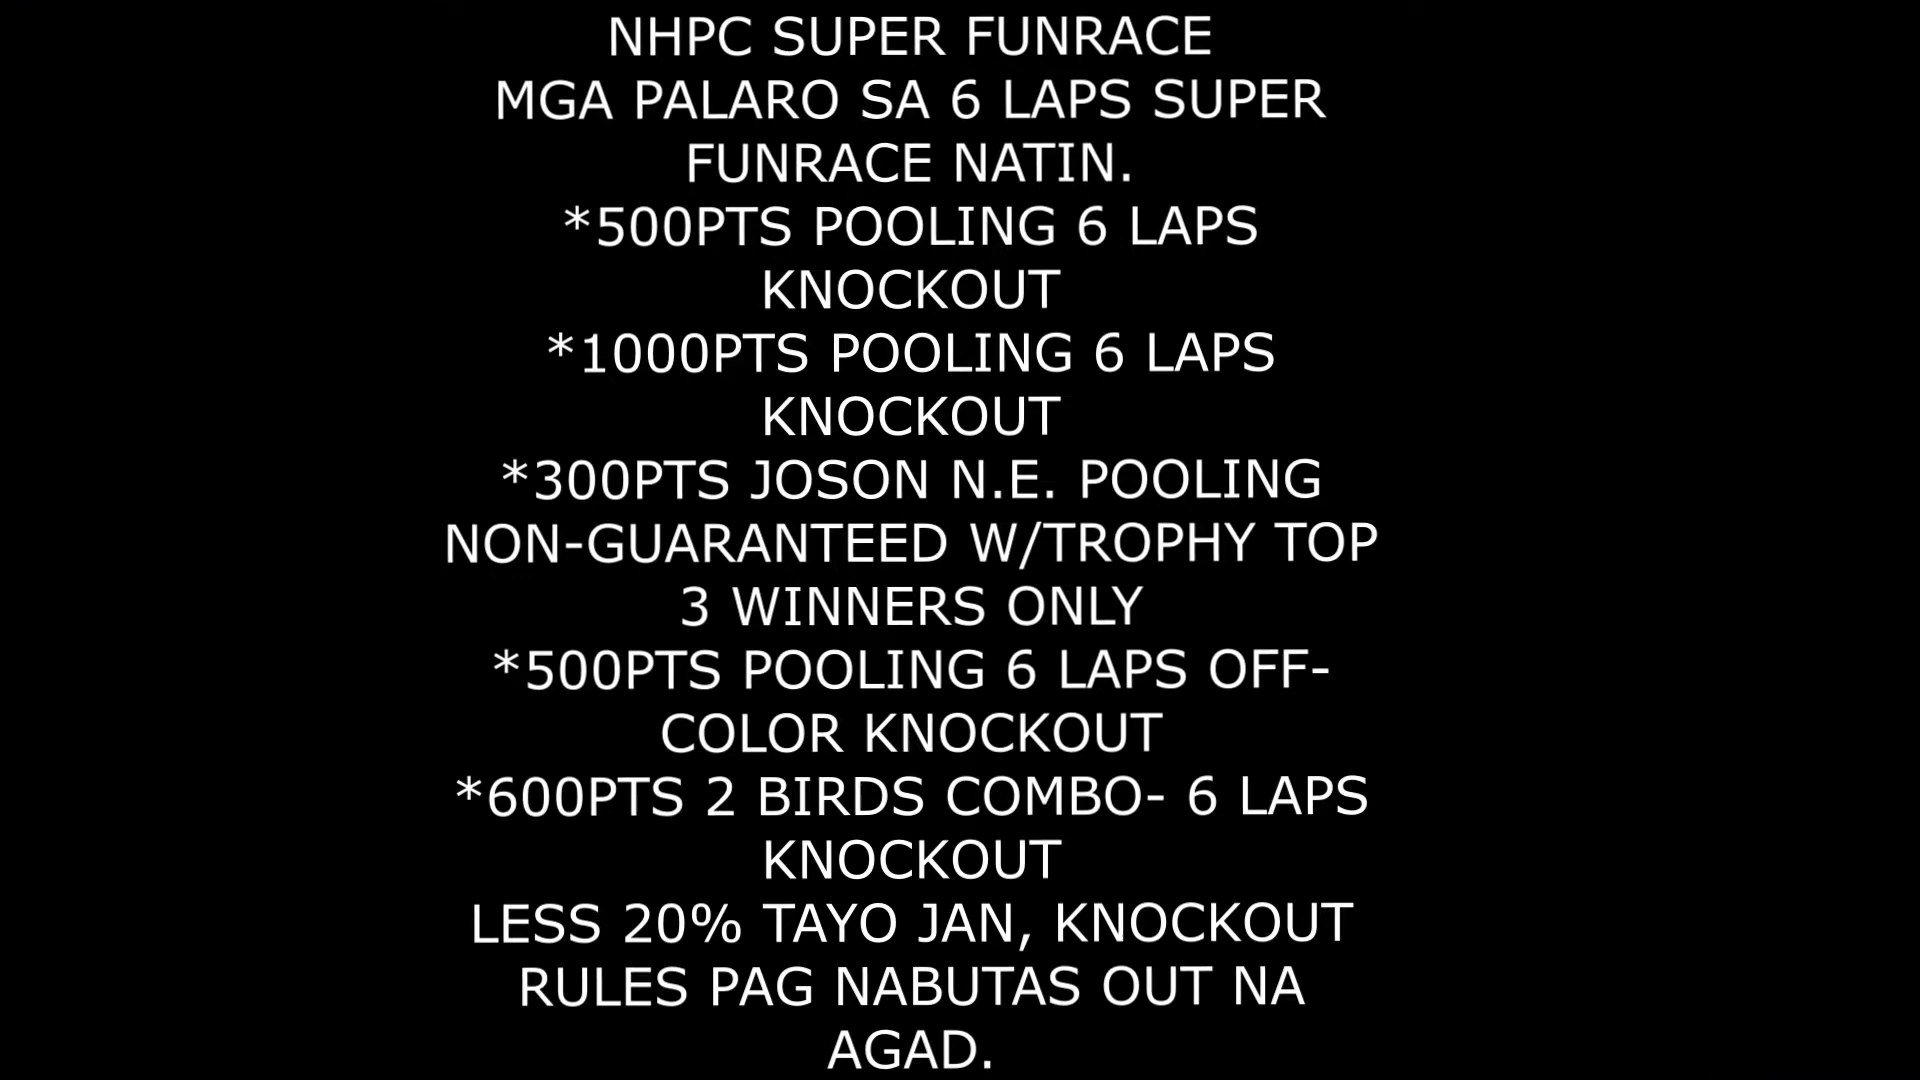 NHPC SUPER FUNRACE
MGA PALARO SA 6 LAPS SUPER
FUNRACE NATIN.
*500PTS POOLING 6 LAPS
KNOCKOUT
*1000PTS POOLING 6 LAPS
KNOCKOUT
*300PTS JOSON N.E. POOLING
NON-GUARANTEED W/TROPHY TOP
3 WINNERS ONLY
*500PTS POOLING 6 LAPS OFF-
COLOR KNOCKOUT
*600PTS 2 BIRDS COMBO- 6 LAPS
KNOCKOUT
LESS 20% TAYO JAN, KNOCKOUT
RULES PAG NABUTAS OUT NA
AGAD.